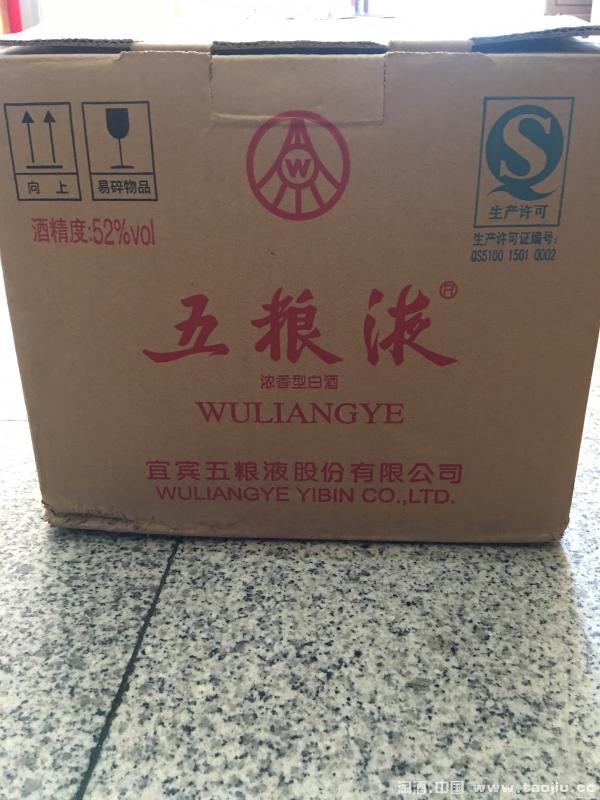 向 上
易碎物品
W
酒精度:52%vol
S
生产许可
生产许可证编号:
QS5100 1501 0002
五粮液®
浓香型白酒
WULIANGYE
宜宾五粮液股份有限公司
WULIANGYE YIBIN CO.,LTD.
淘酒.中国 www.taojiu.cc